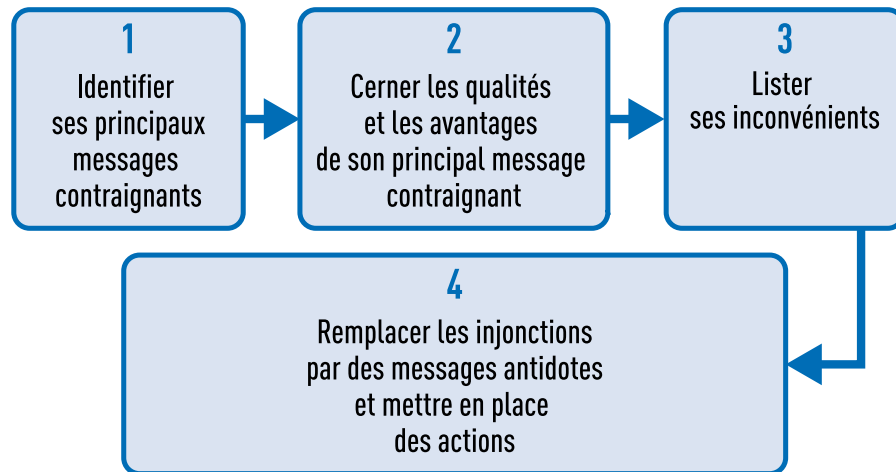 1
Identifier
ses principaux
messages
contraignants
2
Cerner les qualités
et les avantages
de son principal message
contraignant
3
Lister
ses inconvénients
4
Remplacer les injonctions
par des messages antidotes
et mettre en place
des actions